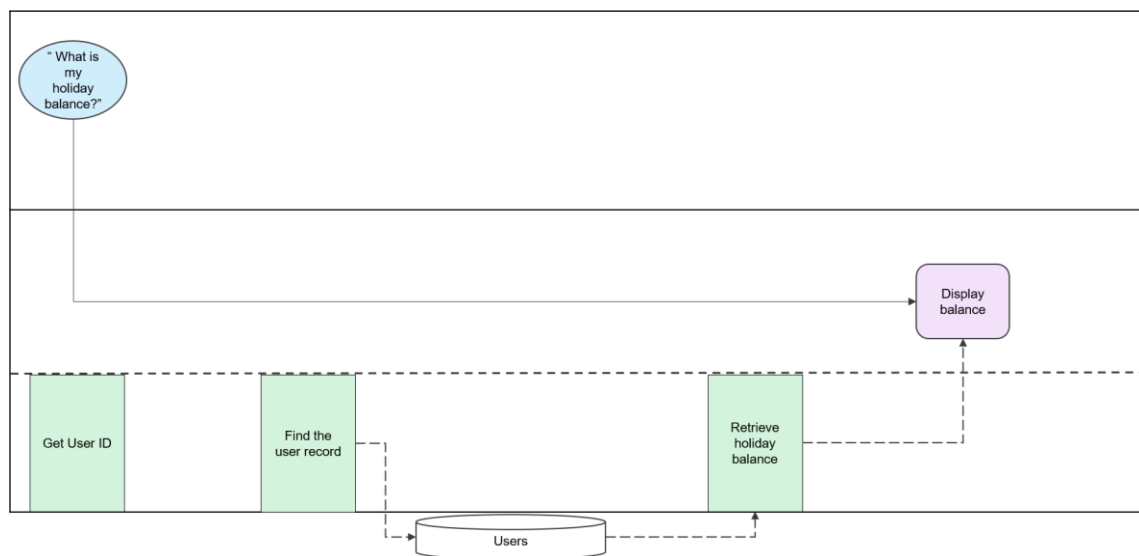 “ What is
my
holiday
balance?”
Display
balance
Get User ID
Find the
user record
Retrieve
holiday
balance
Users